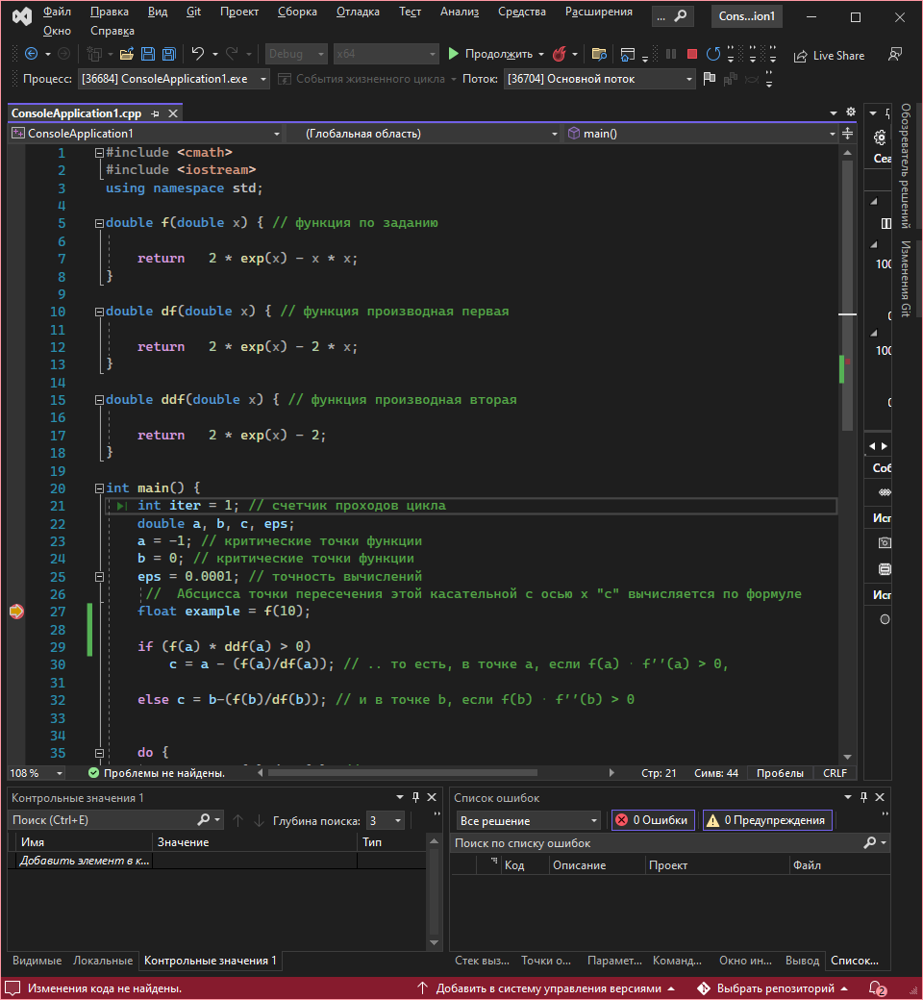 Файл Правка Вид Git Проект Сборка Отладка Тест Анализ Средства Расширения ... Cons...ion1
Окно Справка
Debug x64 Продолжить Live Share
Процесс: [36684] ConsoleApplication1.exe События жизненного цикла Поток: [36704] Основной поток
ConsoleApplication1.cpp
ConsoleApplication1 (Глобальная область) main()
1 #include <cmath>
2 #include <iostream>
3 using namespace std;
4
5 double f(double x) { // функция по заданию
6
7 return 2 * exp(x) - x * x;
8 }
9
10 double df(double x) { // функция производная первая
11
12 return 2 * exp(x) - 2 * x;
13 }
14
15 double ddf(double x) { // функция производная вторая
16
17 return 2 * exp(x) - 2;
18 }
19
20 int main() {
21 int iter = 1; // счетчик проходов цикла
22 double a, b, c, eps;
23 a = -1; // критические точки функции
24 b = 0; // критические точки функции
25 eps = 0.0001; // точность вычислений
26 // Абсцисса точки пересечения этой касательной с осью x "c" вычисляется по формуле
27 float example = f(10);
28
29 if (f(a) * ddf(a) > 0)
30 c = a - (f(a)/df(a)); // .. то есть, в точке a, если f(a) · f’’(a) > 0,
31
32 else c = b-(f(b)/df(b)); // и в точке b, если f(b) · f’’(b) > 0
33
34
35 do {
Обозреватель решений
Изменения Git
108 % Проблемы не найдены. Стр: 21 Симв: 44 Пробелы CRLF
Контрольные значения 1
Поиск (Ctrl+E) Глубина поиска: 3
Имя Значение Тип
Добавить элемент в к...
Видимые Локальные Контрольные значения 1
Список ошибок
Все решение 0 Ошибки 0 Предупреждения
Поиск по списку ошибок
Код Описание Проект Файл
Стек выз... Точки о... Парамет... Команд... Окно ин... Вывод Список...
Изменения кода не найдены. Добавить в систему управления версиями Выбрать репозиторий 2